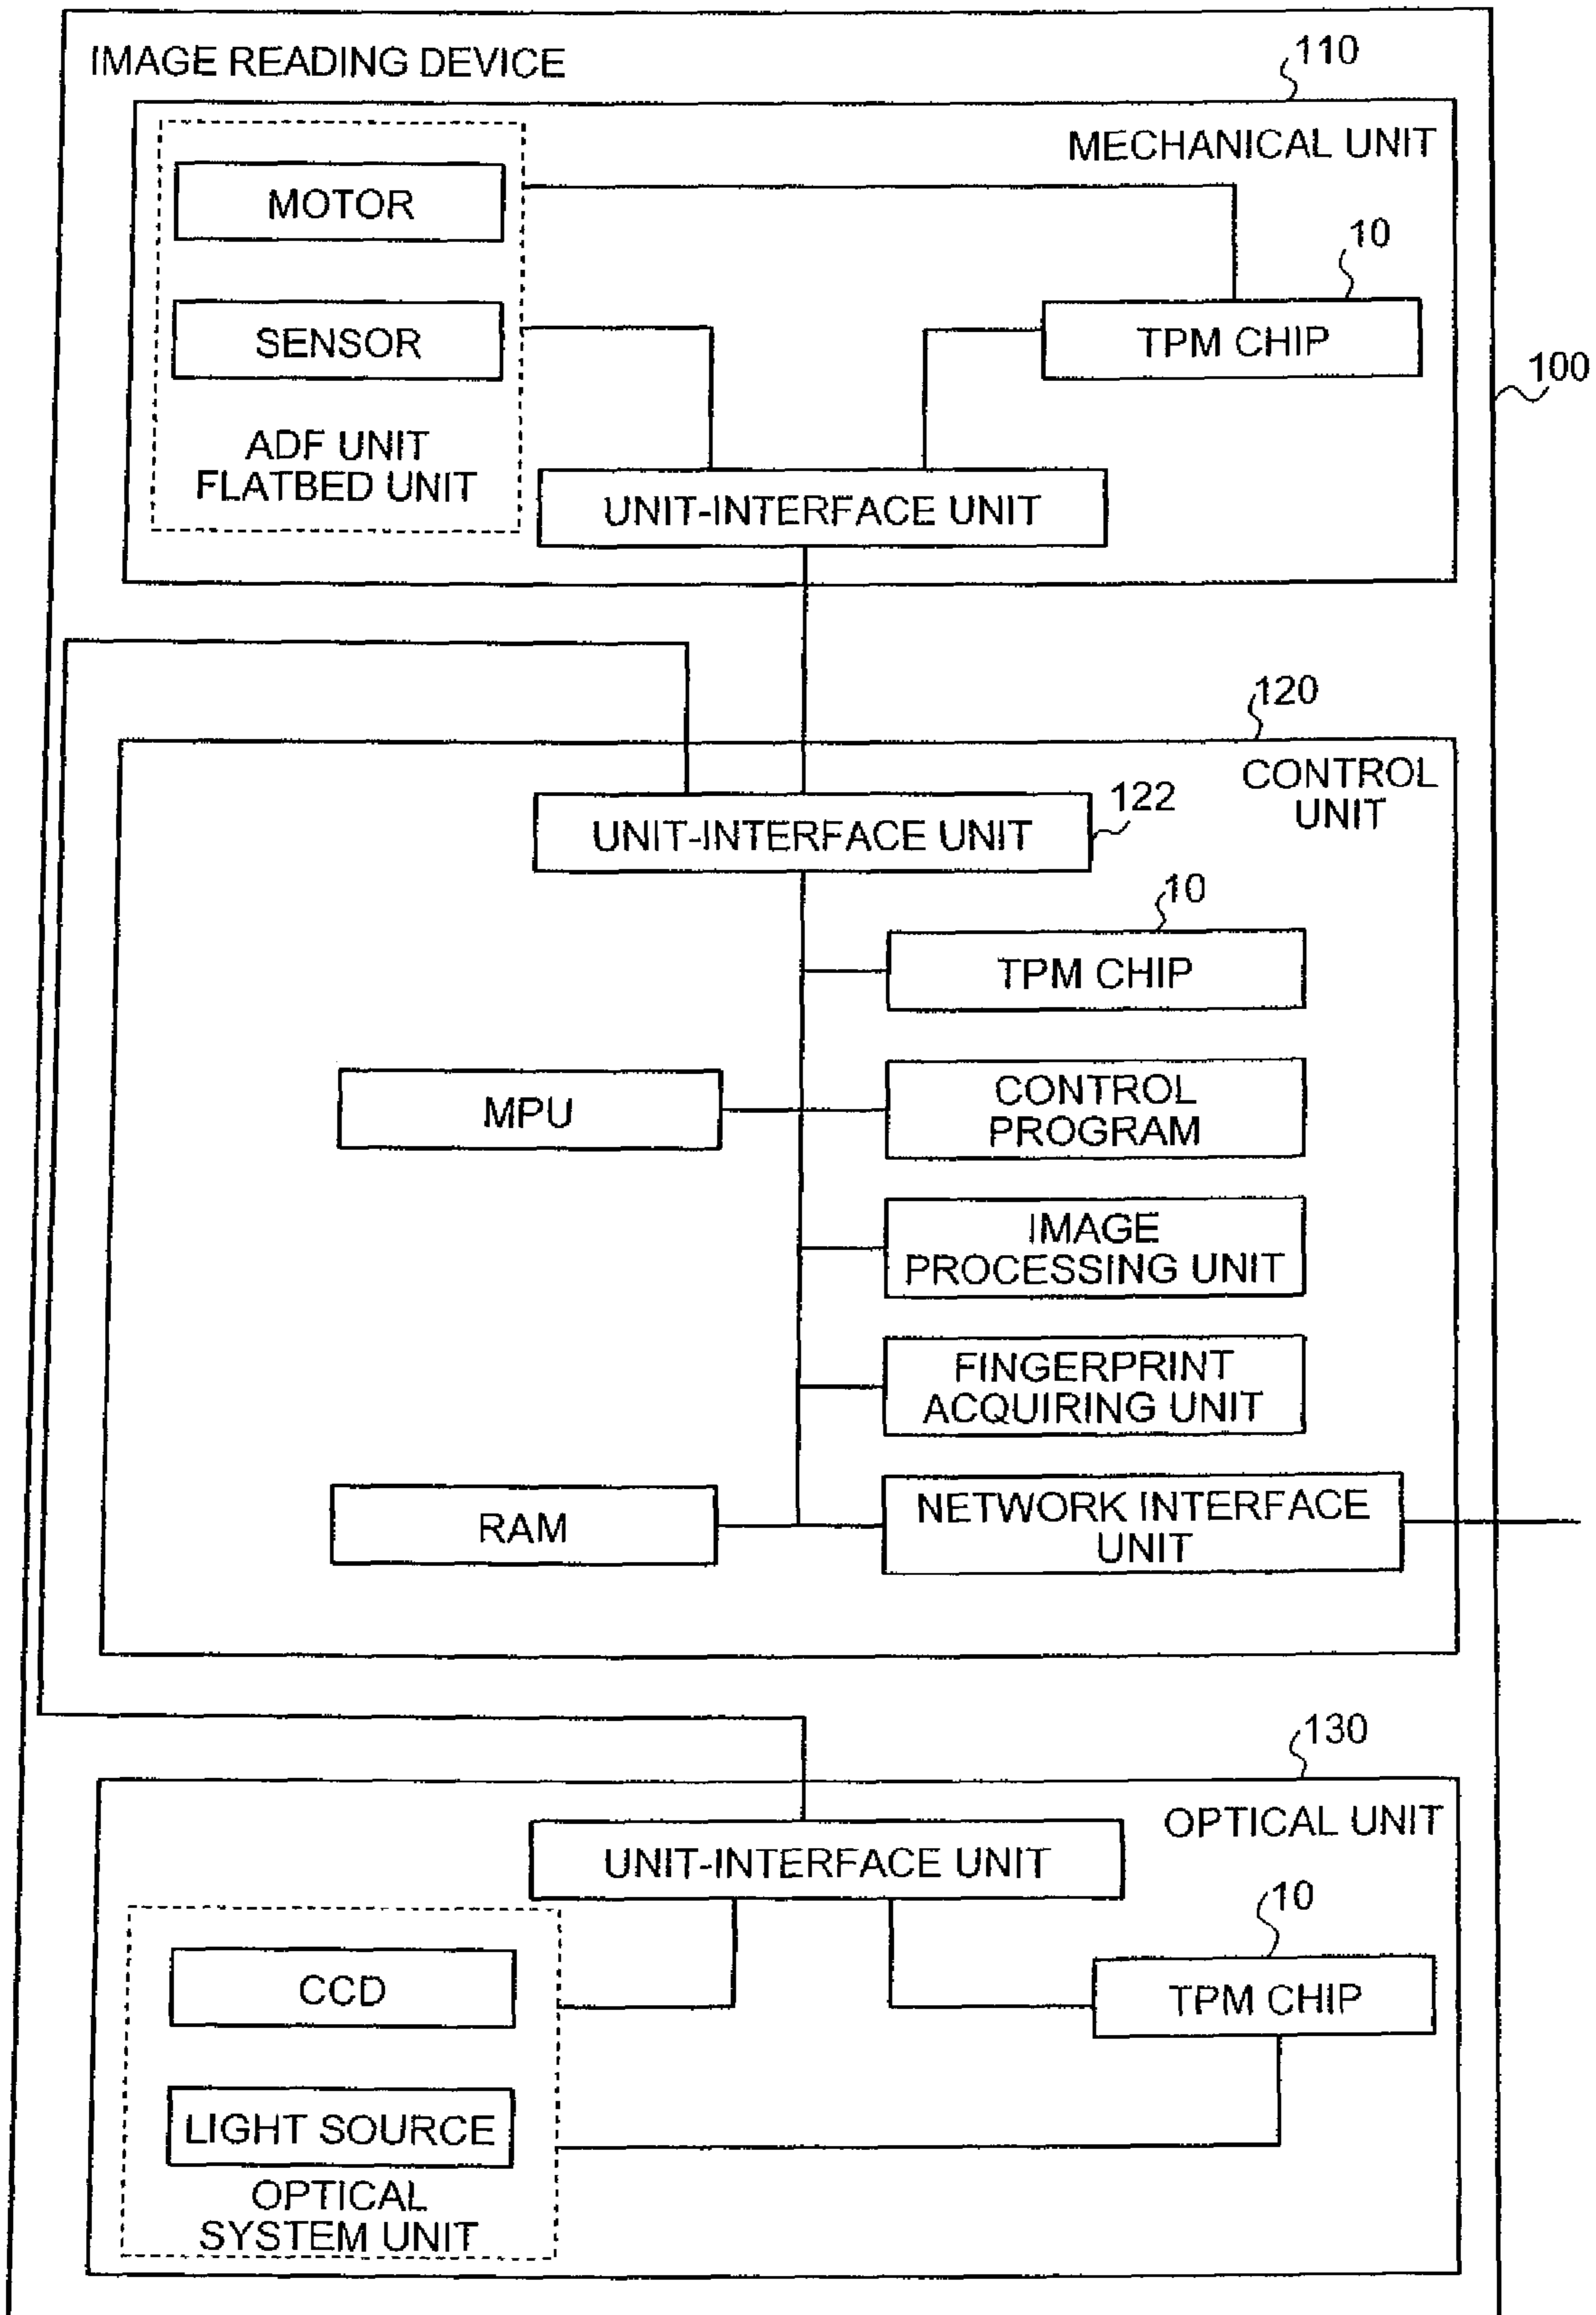 IMAGE READING DEVICE
110
MECHANICAL UNIT
MOTOR
10
SENSOR
TPM CHIP
100
ADF UNIT
FLATBED UNIT
UNIT-INTERFACE UNIT
120
CONTROL
UNIT
122
UNIT-INTERFACE UNIT
10
TPM CHIP
MPU
CONTROL
PROGRAM
IMAGE
PROCESSING UNIT
FINGERPRINT
ACQUIRING UNIT
RAM
NETWORK INTERFACE
UNIT
130
OPTICAL UNIT
UNIT-INTERFACE UNIT
10
CCD
TPM CHIP
LIGHT SOURCE
OPTICAL
SYSTEM UNIT